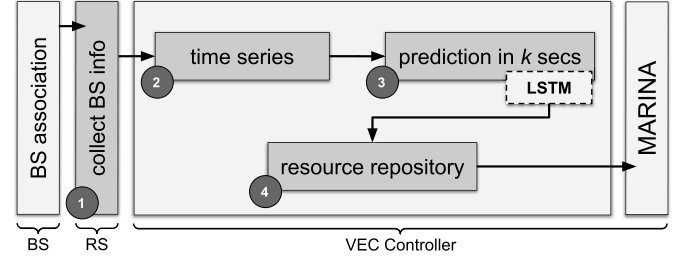 BS association
collect BS info
1
time series
2
prediction in k secs
3
LSTM
resource repository
4
MARINA
BS
RS
VEC Controller